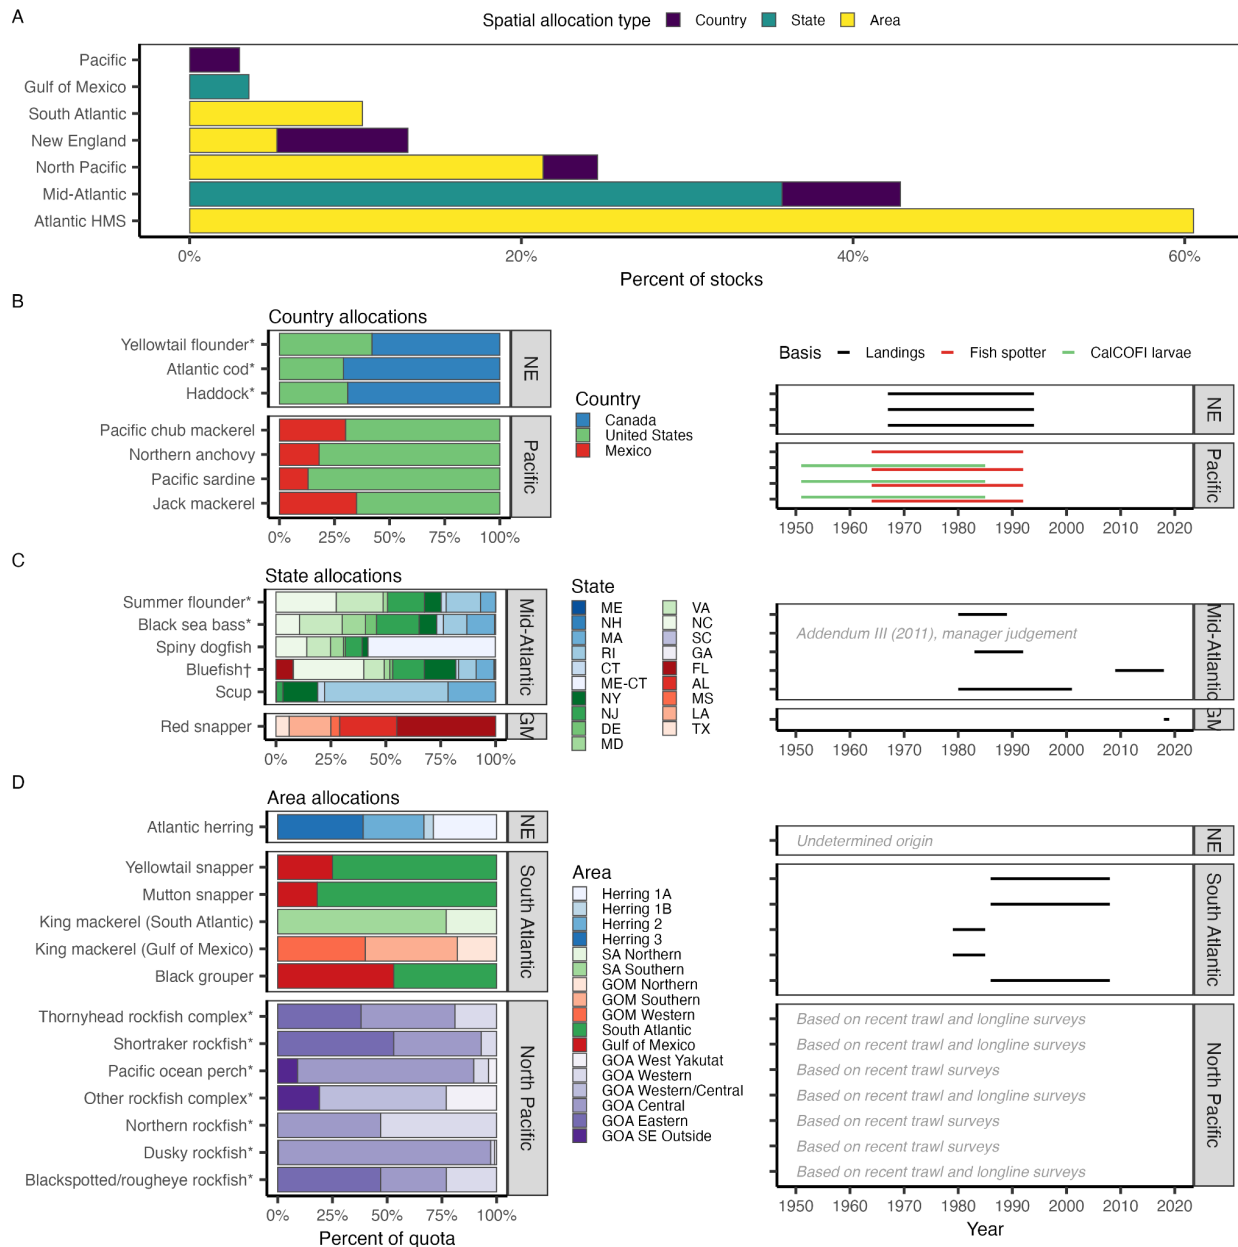 A
Spatial allocation type Country State Area
Pacific
Gulf of Mexico
South Atlantic
New England
North Pacific
Mid-Atlantic
Atlantic HMS
0% 20% 40% 60%
Percent of stocks
B
Country allocations
Yellowtail flounder*
Atlantic cod*
Haddock*
NE
Pacific chub mackerel
Northern anchovy
Pacific sardine
Jack mackerel
Pacific
0% 25% 50% 75% 100%
Country
Canada
United States
Mexico
Basis Landings Fish spotter CalCOFI larvae
NE
Pacific
1950 1960 1970 1980 1990 2000 2010 2020
C
State allocations
Summer flounder*
Black sea bass*
Spiny dogfish
Bluefish†
Scup
Mid-Atlantic
Red snapper
GM
0% 25% 50% 75% 100%
State
ME
NH
MA
RI
CT
ME-CT
NY
NJ
DE
MD
VA
NC
SC
GA
FL
AL
MS
LA
TX
Addendum III (2011), manager judgement
Mid-Atlantic
GM
1950 1960 1970 1980 1990 2000 2010 2020
D
Area allocations
Atlantic herring
NE
Yellowtail snapper
Mutton snapper
King mackerel (South Atlantic)
King mackerel (Gulf of Mexico)
Black grouper
South Atlantic
Thornyhead rockfish complex*
Shortraker rockfish*
Pacific ocean perch*
Other rockfish complex*
Northern rockfish*
Dusky rockfish*
Blackspotted/rougheye rockfish*
North Pacific
0% 25% 50% 75% 100%
Percent of quota
Area
Herring 1A
Herring 1B
Herring 2
Herring 3
SA Northern
SA Southern
GOM Northern
GOM Southern
GOM Western
South Atlantic
Gulf of Mexico
GOA West Yakutat
GOA Western
GOA Western/Central
GOA Central
GOA Eastern
GOA SE Outside
Undetermined origin
NE
South Atlantic
Based on recent trawl and longline surveys
Based on recent trawl and longline surveys
Based on recent trawl surveys
Based on recent trawl and longline surveys
Based on recent trawl surveys
Based on recent trawl surveys
Based on recent trawl and longline surveys
North Pacific
1950 1960 1970 1980 1990 2000 2010 2020
Year